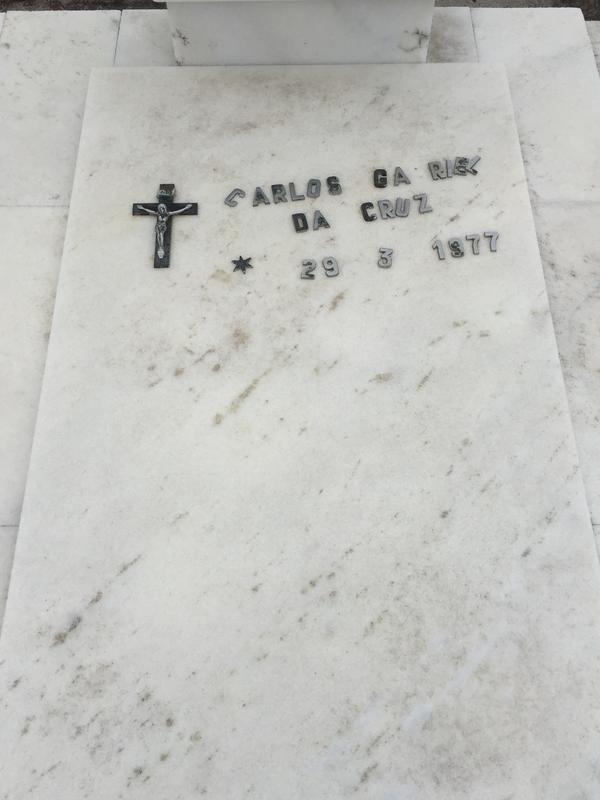 CARLOS GA RIEL
DA CRUZ
* 29 3 1977